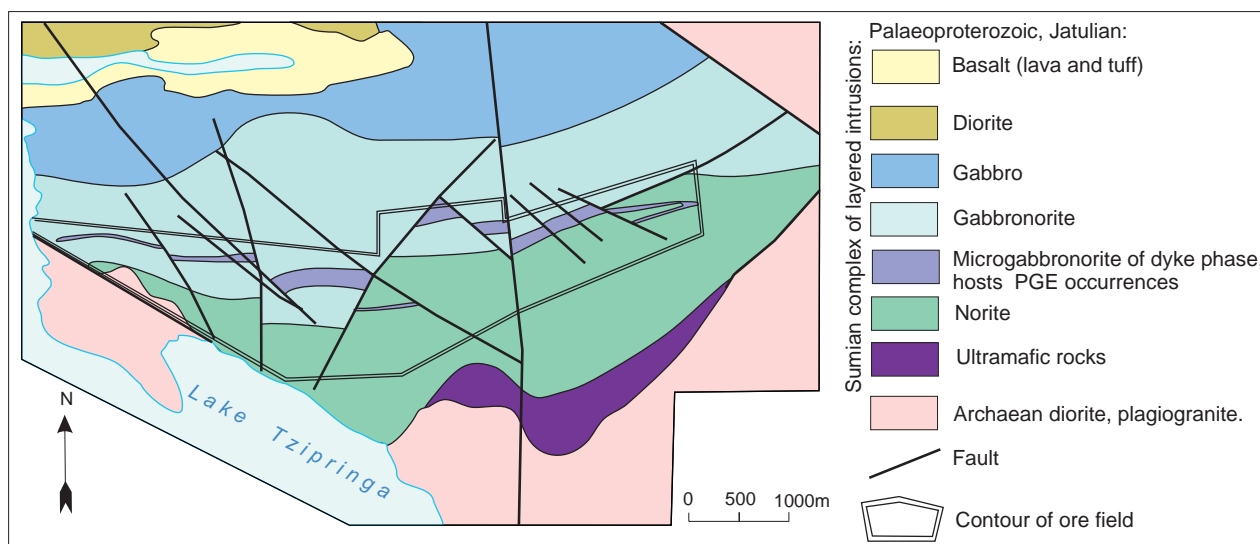 Palaeoproterozoic, Jatulian:
Basalt (lava and tuff)
Diorite
Gabbro
Gabbronorite
Microgabbronorite of dyke phase,
hosts PGE occurrences
Norite
Ultramafic rocks
Archaean diorite, plagiogranite.
Fault
Contour of ore field
Sumian complex of layered intrusions:
Lake Tzipringa
N
0 500 1000m